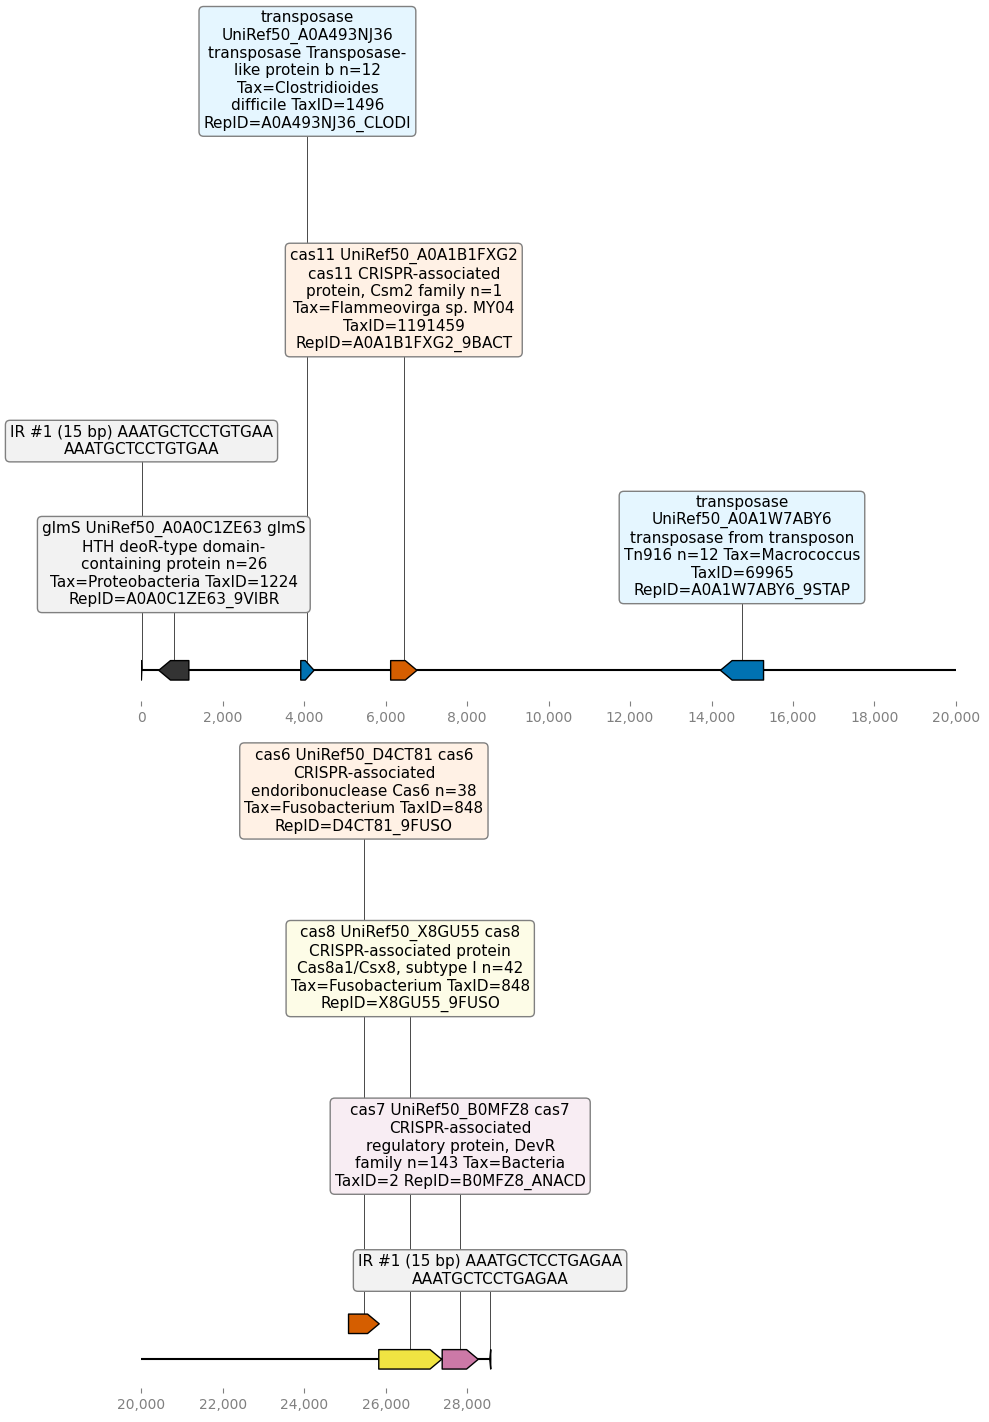 transposase
UniRef50_A0A493NJ36
transposase Transposase-
like protein b n=12
Tax=Clostridioides
difficile TaxID=1496
RepID=A0A493NJ36_CLODI
cas11 UniRef50_A0A1B1FXG2
cas11 CRISPR-associated
protein, Csm2 family n=1
Tax=Flammeovirga sp. MY04
TaxID=1191459
RepID=A0A1B1FXG2_9BACT
IR #1 (15 bp) AAATGCTCCTGTGAA
AAATGCTCCTGTGAA
glmS UniRef50_A0A0C1ZE63 glmS
HTH deoR-type domain-
containing protein n=26
Tax=Proteobacteria TaxID=1224
RepID=A0A0C1ZE63_9VIBR
transposase
UniRef50_A0A1W7ABY6
transposase from transposon
Tn916 n=12 Tax=Macrococcus
TaxID=69965
RepID=A0A1W7ABY6_9STAP
0 2,000 4,000 6,000 8,000 10,000 12,000 14,000 16,000 18,000 20,000
cas6 UniRef50_D4CT81 cas6
CRISPR-associated
endoribonuclease Cas6 n=38
Tax=Fusobacterium TaxID=848
RepID=D4CT81_9FUSO
cas8 UniRef50_X8GU55 cas8
CRISPR-associated protein
Cas8a1/Csx8, subtype I n=42
Tax=Fusobacterium TaxID=848
RepID=X8GU55_9FUSO
cas7 UniRef50_B0MFZ8 cas7
CRISPR-associated
regulatory protein, DevR
family n=143 Tax=Bacteria
TaxID=2 RepID=B0MFZ8_ANACD
IR #1 (15 bp) AAATGCTCCTGAGAA
AAATGCTCCTGAGAA
20,000 22,000 24,000 26,000 28,000